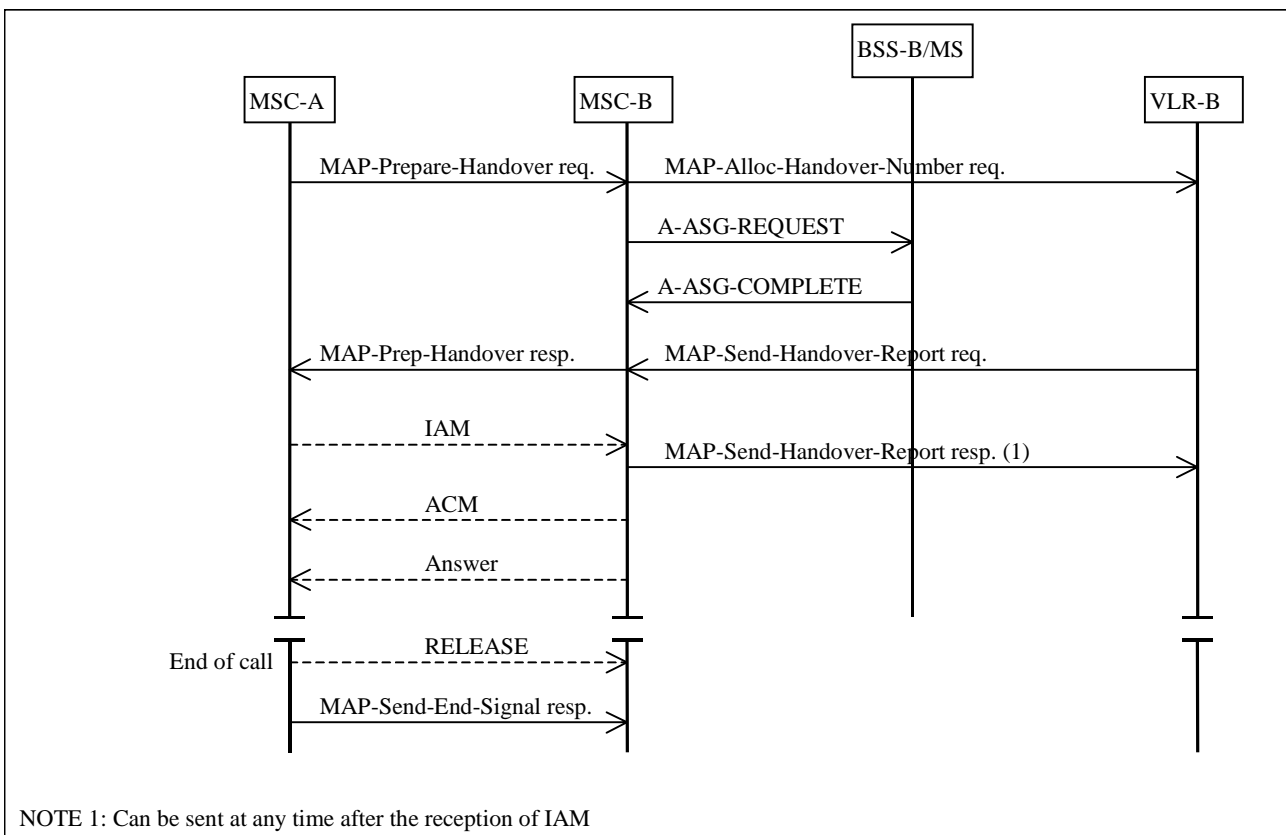 BSS-B/MS
MSC-A
MSC-B
VLR-B
MAP-Prepare-Handover req.
MAP-Alloc-Handover-Number req.
A-ASG-REQUEST
A-ASG-COMPLETE
MAP-Prep-Handover resp.
MAP-Send-Handover-Report req.
IAM
MAP-Send-Handover-Report resp. (1)
ACM
Answer
RELEASE
End of call
MAP-Send-End-Signal resp.
NOTE 1: Can be sent at any time after the reception of IAM